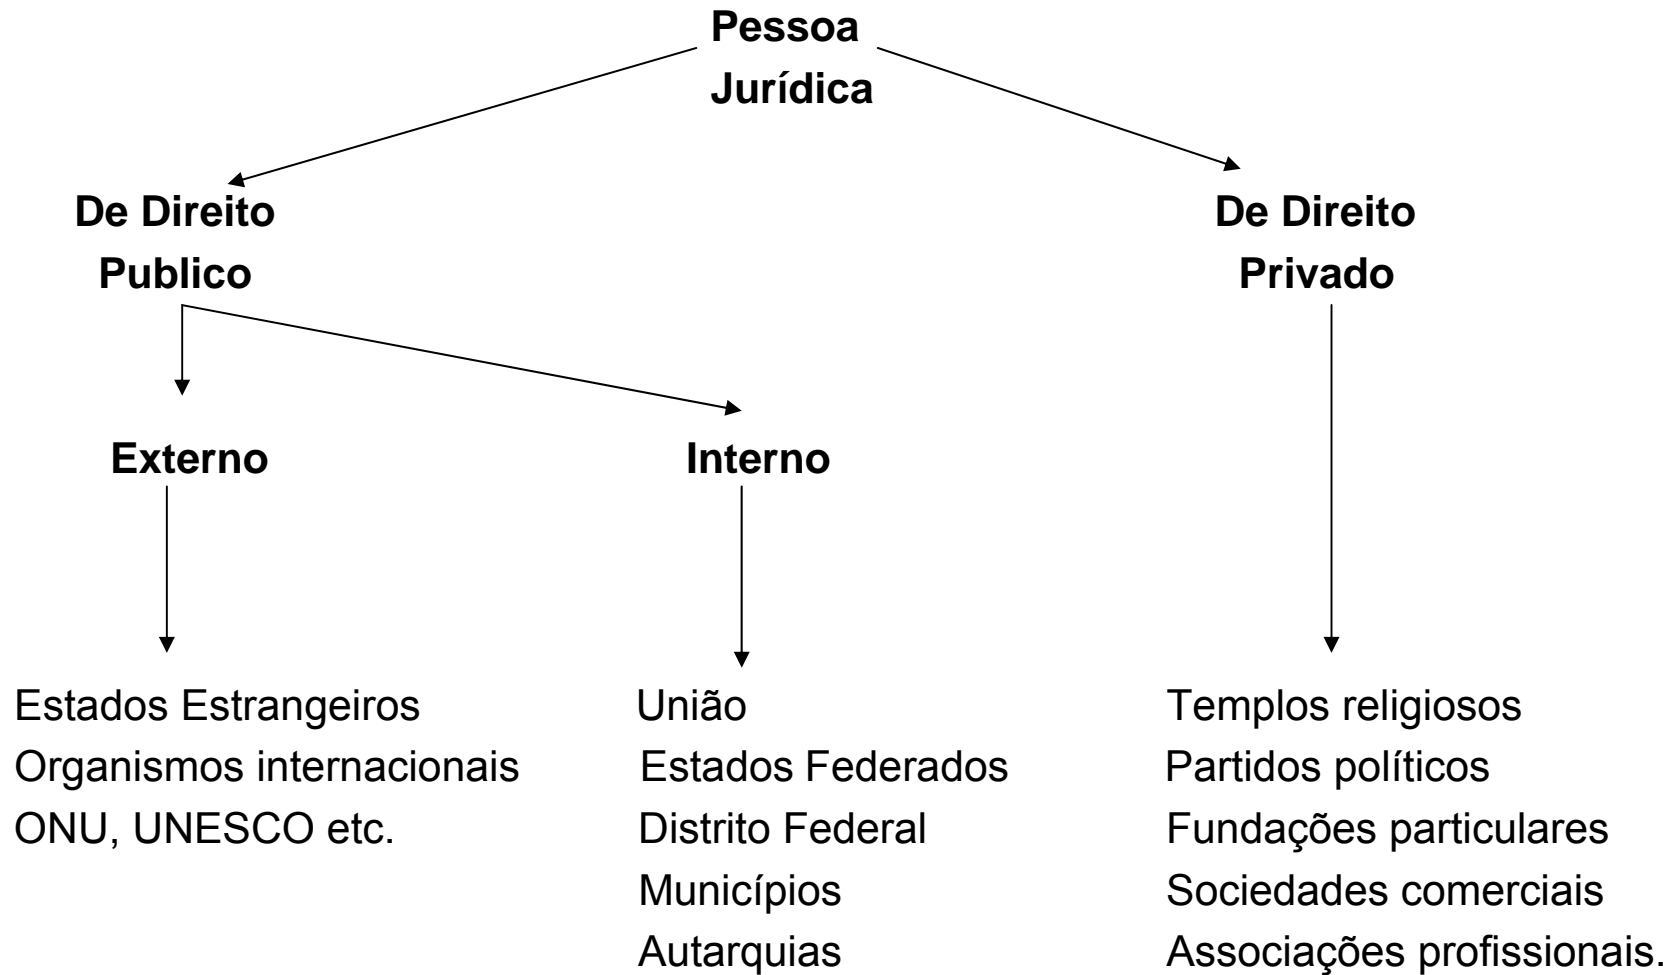 Pessoa
Jurídica
De Direito
Publico
De Direito
Privado
Externo
Interno
Estados Estrangeiros
Organismos internacionais
ONU, UNESCO etc.
União
Estados Federados
Distrito Federal
Municípios
Autarquias
Templos religiosos
Partidos políticos
Fundações particulares
Sociedades comerciais
Associações profissionais.